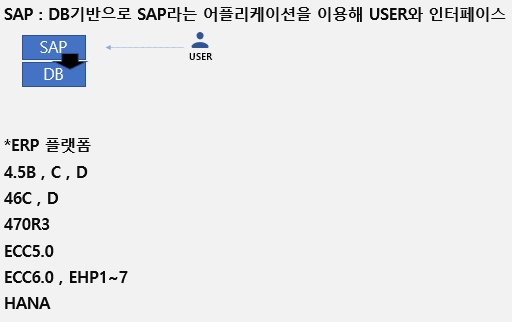 SAP : DB기반으로 SAP라는 어플리케이션을 이용해 USER와 인터페이스
SAP
USER
DB
*ERP 플랫폼
4.5B , C , D
46C , D
470R3
ECC5.0
ECC6.0 , EHP1~7
HANA